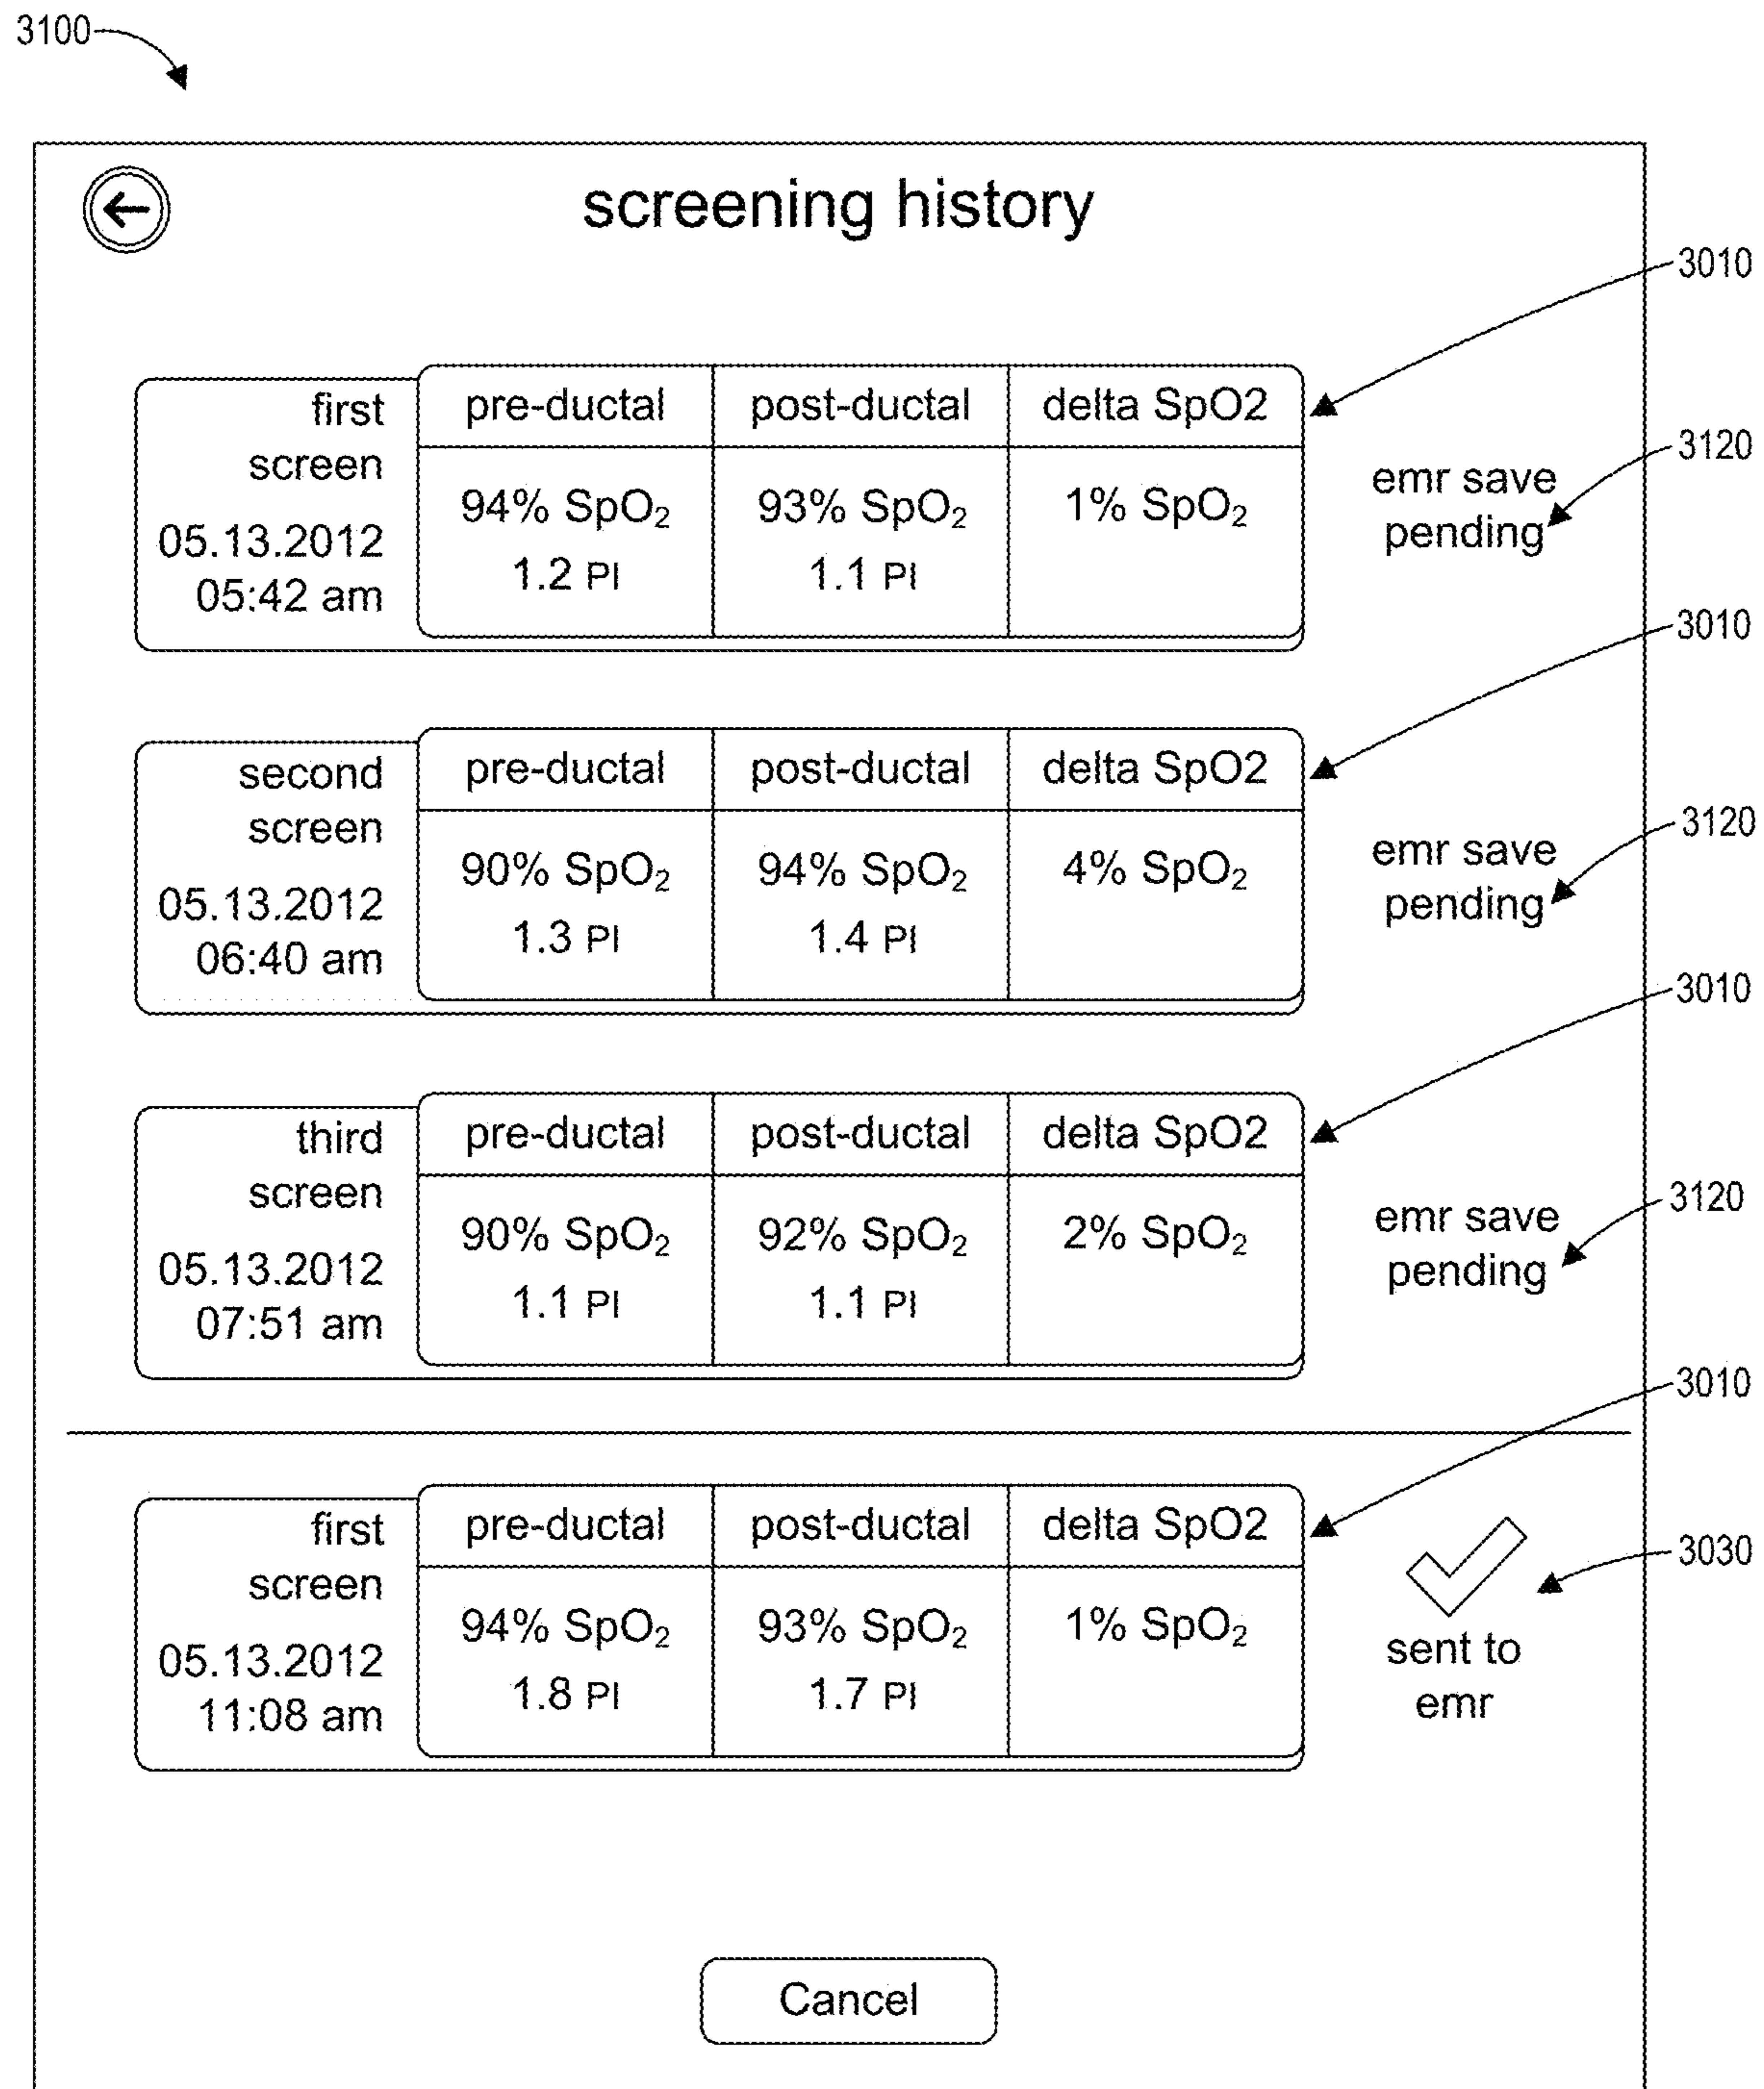 3100
screening history
3010
first
screen
05.13.2012
05:42 am
pre-ductal
94% SpO₂
1.2 PI
post-ductal
93% SpO₂
1.1 PI
delta SpO2
1% SpO₂
emr save
pending
3120
3010
second
screen
05.13.2012
06:40 am
pre-ductal
90% SpO₂
1.3 PI
post-ductal
94% SpO₂
1.4 PI
delta SpO2
4% SpO₂
emr save
pending
3120
3010
third
screen
05.13.2012
07:51 am
pre-ductal
90% SpO₂
1.1 PI
post-ductal
92% SpO₂
1.1 PI
delta SpO2
2% SpO₂
emr save
pending
3120
3010
first
screen
05.13.2012
11:08 am
pre-ductal
94% SpO₂
1.8 PI
post-ductal
93% SpO₂
1.7 PI
delta SpO2
1% SpO₂
3030
sent to
emr
Cancel